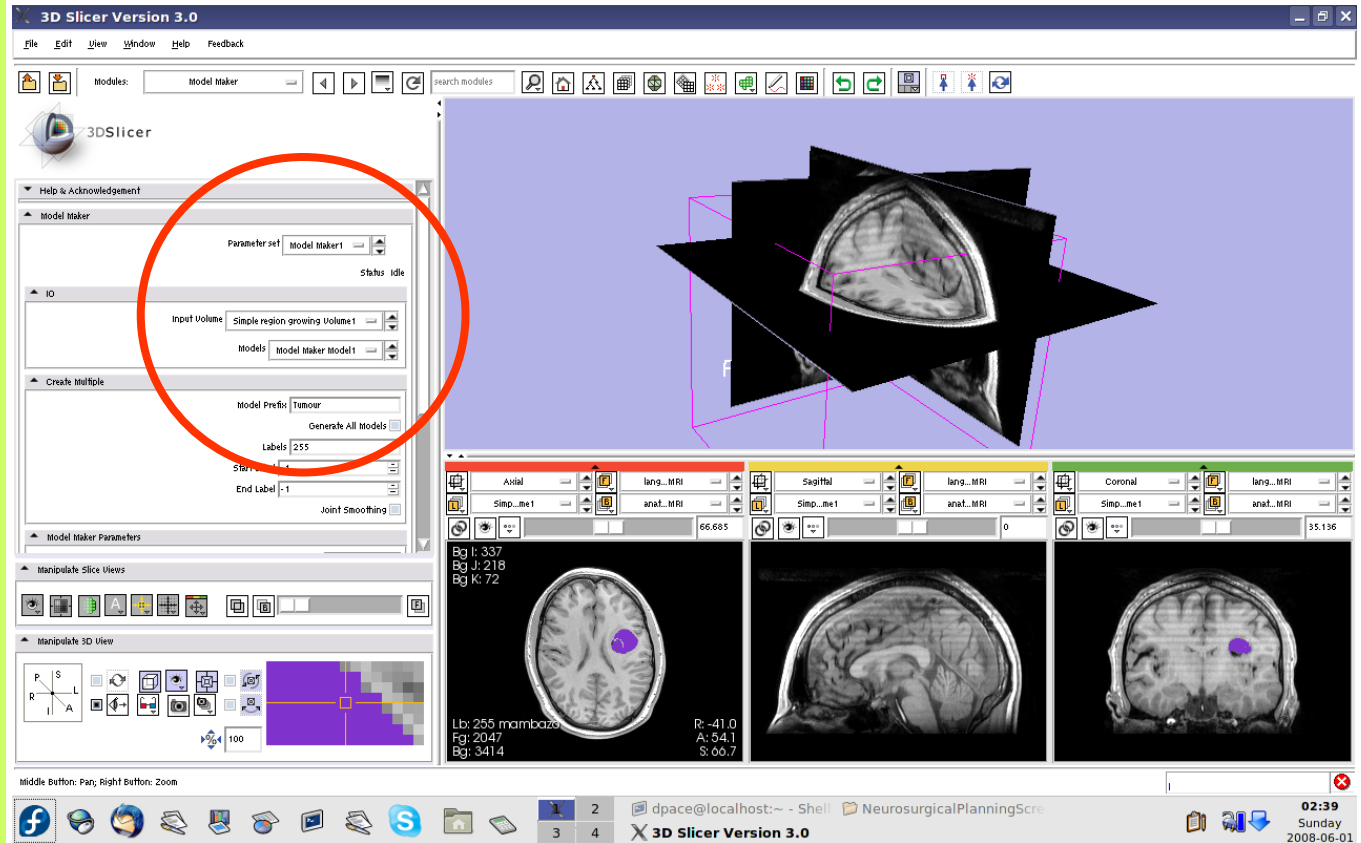 3D Slicer Version 3.0
File Edit View Window Help Feedback
Modules: Model Maker search modules
3DSlicer
Help & Acknowledgement
Model Maker
Parameter set Model Maker1
Status Idle
IO
Input Volume Simple region growing Volume1
Models Model Maker Model1
Create Multiple
Model Prefix Tumour
Generate All Models
Labels 255
-1
End Label -1
Joint Smoothing
Model Maker Parameters
Manipulate Slice Views
Manipulate 3D View
P S
R L
I A
100
Axial lang...MRI
Simp...me1 anat...MRI
66.685
Sagittal lang...MRI
Simp...me1 anat...MRI
0
Coronal lang...MRI
Simp...me1 anat...MRI
35.136
Bg I: 337
Bg J: 218
Bg K: 72
Lb: 255 mambazo
Fg: 2047
Bg: 3414
R: -41.0
A: 54.1
S: 66.7
Middle Button: Pan; Right Button: Zoom
1 2
3 4
dpace@localhost:~ - Shell
NeurosurgicalPlanningScre
3D Slicer Version 3.0
02:39
Sunday
2008-06-01